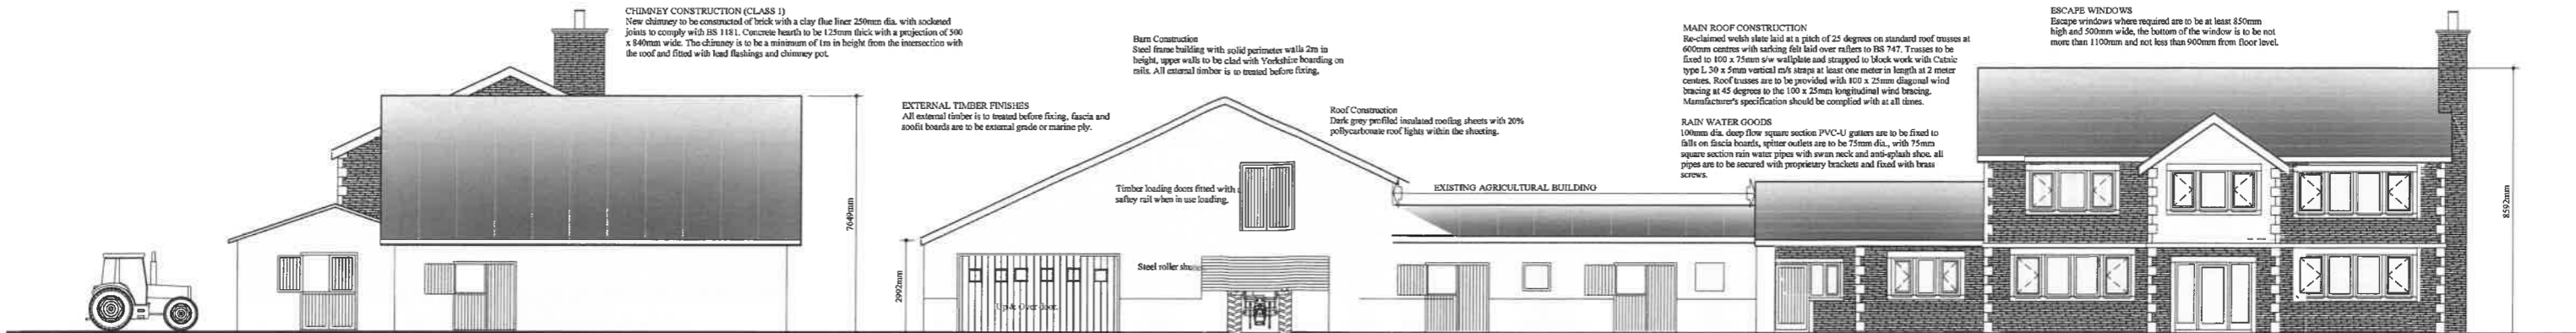 CHIMNEY CONSTRUCTION (CLASS 1)
New chimney to be constructed of brick with a clay flue liner 250mm dia. with socketed
joints to comply with BS 1181. Concrete hearth to be 125mm thick with a projection of 500
x 840mm wide. The chimney is to be a minimum of 1m in height from the intersection with
the roof and fitted with lead flashings and chimney pot.
7649mm
EXTERNAL TIMBER FINISHES
All external timber is to treated before fixing, fascia and
soofit boards are to be external grade or marine ply.
Barn Construction
Steel frame building with solid perimeter walls 2m in
height, upper walls to be clad with Yorkshire boarding on
rails. All external timber is to treated before fixing,
Roof Construction
Dark grey profiled insulated roofing sheets with 20%
pollycarbonate roof lights within the sheeting.
Timber loading doors fitted with
saftey rail when in use loading.
2992mm
Steel roller
Up & Over door.
EXISTING AGRICULTURAL BUILDING
MAIN ROOF CONSTRUCTION
Re-claimed welsh slate laid at a pitch of 25 degrees on standard roof trusses at
600mm centres with sarking felt laid over rafters to BS 747. Trusses to be
fixed to 100 x 75mm s/w wallplate and strapped to block work with Catnic
type L 30 x 5mm vertical m/s straps at least one meter in length at 2 meter
centres. Roof trusses are to be provided with 100 x 25mm diagonal wind
bracing at 45 degrees to the 100 x 25mm longitudinal wind bracing.
Manufacturer's specification should be complied with at all times.
RAIN WATER GOODS
100mm dia. deep flow square section PVC-U gutters are to be fixed to
falls on fascia boards, spitter outlets are to be 75mm dia., with 75mm
square section rain water pipes with swan neck and anti-splash shoe. all
pipes are to be secured with proprietary brackets and fixed with brass
screws.
ESCAPE WINDOWS
Escape windows where required are to be at least 850mm
high and 500mm wide, the bottom of the window is to be not
more than 1100mm and not less than 900mm from floor level.
8592mm